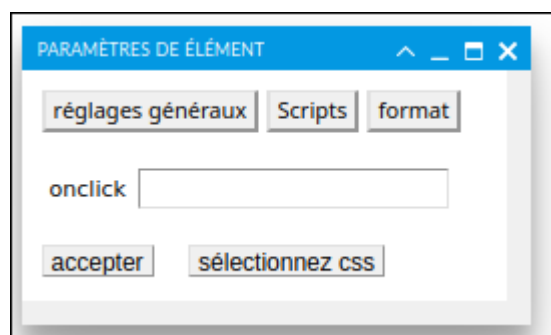 PARAMÈTRES DE ÉLÉMENT
réglages généraux Scripts format
onclick
accepter sélectionnez css